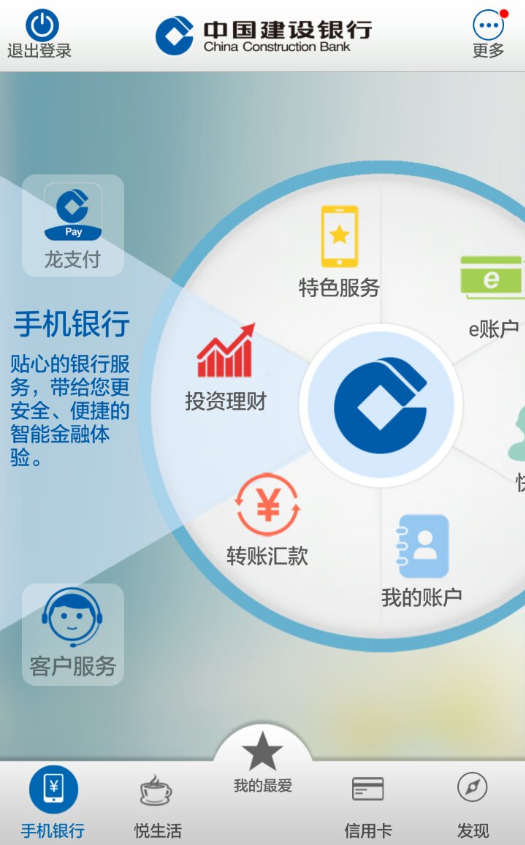 中国建设银行
China Construction Bank
退出登录
更多
Pay
龙支付
特色服务
e
e账户
手机银行
贴心的银行服
务，带给您更
安全、便捷的
智能金融体
验。
投资理财
¥
转账汇款
我的账户
客户服务
我的最爱
¥
手机银行
悦生活
信用卡
发现